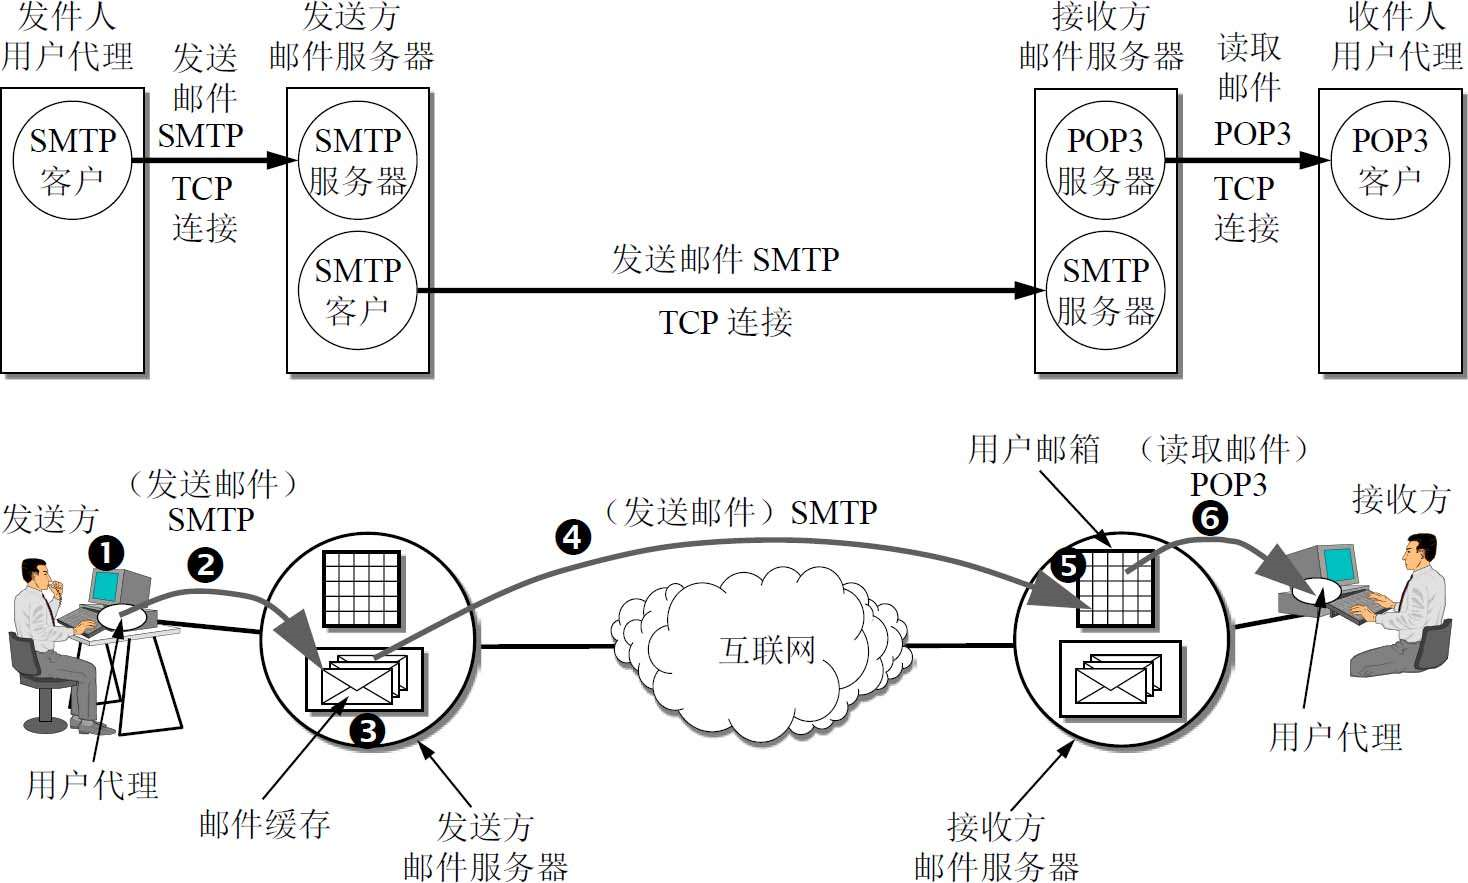 发件人
用户代理
发送方
邮件服务器
接收方
邮件服务器
收件人
用户代理
发送
邮件
SMTP
TCP
连接
读取
邮件
POP3
TCP
连接
SMTP
客户
SMTP
服务器
POP3
服务器
POP3
客户
SMTP
客户
发送邮件 SMTP
TCP 连接
SMTP
服务器
用户邮箱
（读取邮件）
POP3
（发送邮件）
SMTP
（发送邮件）SMTP
发送方
接收方
❶
❷
❸
❹
❺
❻
互联网
用户代理
邮件缓存
发送方
邮件服务器
接收方
邮件服务器
用户代理